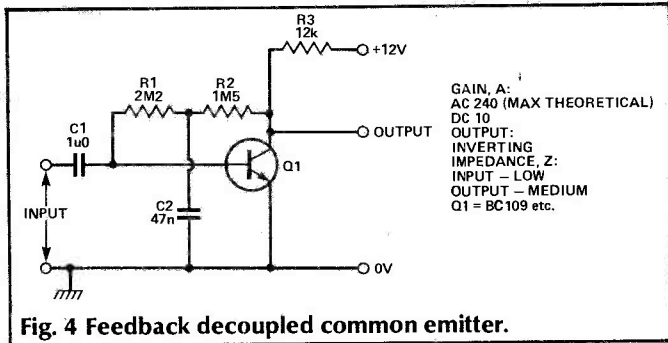 R3
12k
+12V
R1
2M2
R2
1M5
C1
1u0
OUTPUT
Q1
INPUT
C2
47n
0V
GAIN, A:
AC 240 (MAX THEORETICAL)
DC 10
OUTPUT:
INVERTING
IMPEDANCE, Z:
INPUT – LOW
OUTPUT – MEDIUM
Q1 = BC109 etc.
Fig. 4 Feedback decoupled common emitter.